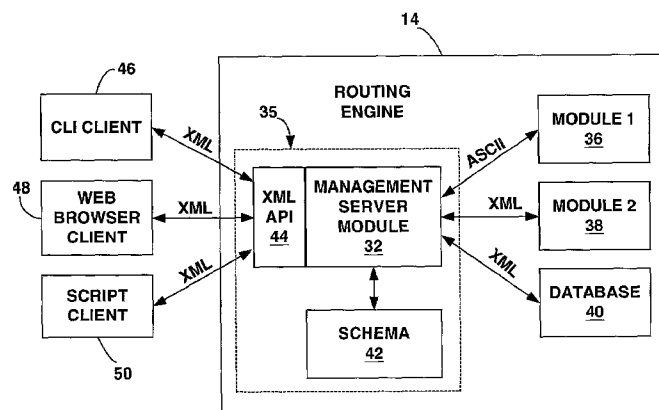 14
46
ROUTING
ENGINE
35
CLI CLIENT
XML
MODULE 1
36
ASCII
48
WEB
BROWSER
CLIENT
XML
XML
API
44
MANAGEMENT
SERVER
MODULE
32
XML
MODULE 2
38
SCRIPT
CLIENT
XML
XML
DATABASE
40
SCHEMA
42
50